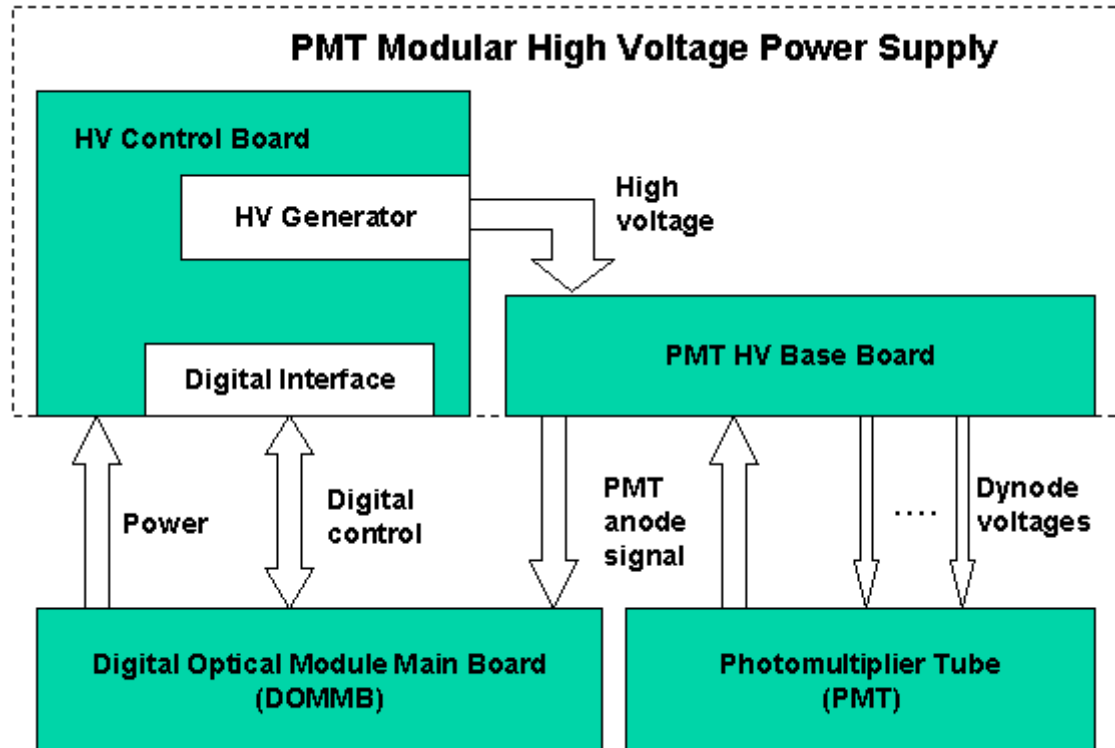 PMT Modular High Voltage Power Supply
HV Control Board
HV Generator
High
voltage
PMT HV Base Board
Digital Interface
Power
Digital
control
PMT
anode
signal
....
Dynode
voltages
Digital Optical Module Main Board
(DOMMB)
Photomultiplier Tube
(PMT)